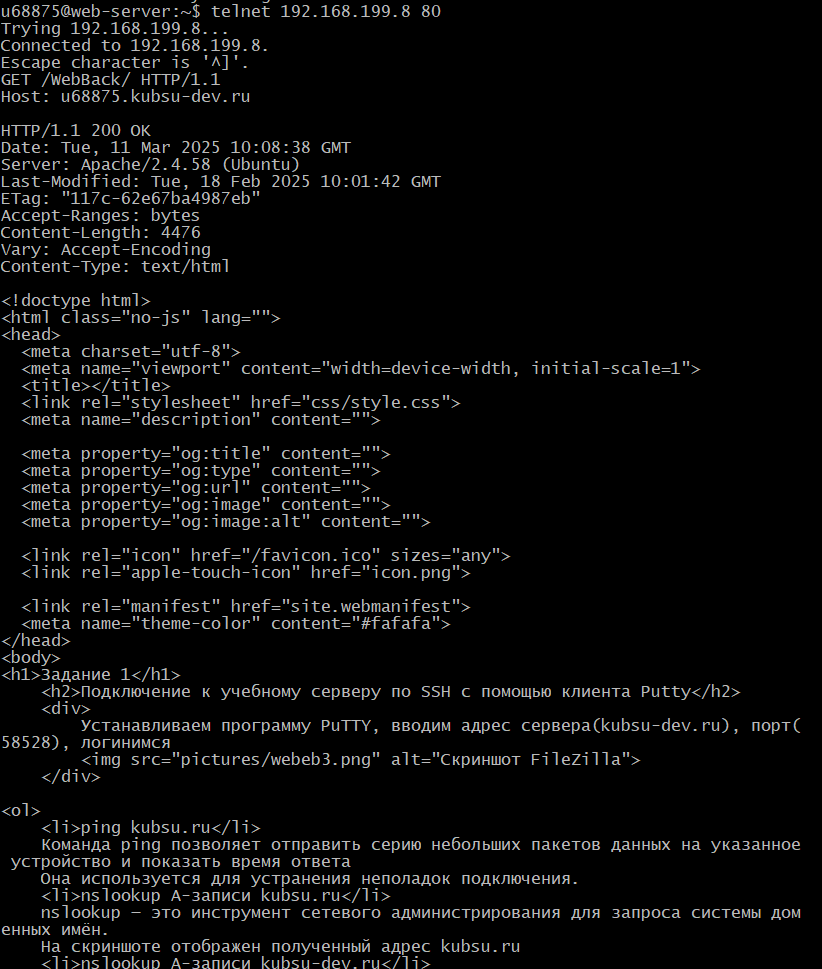 u68875@web-server:~$ telnet 192.168.199.8 80
Trying 192.168.199.8...
Connected to 192.168.199.8.
Escape character is '^]'.
GET /WebBack/ HTTP/1.1
Host: u68875.kubsu-dev.ru

HTTP/1.1 200 OK
Date: Tue, 11 Mar 2025 10:08:38 GMT
Server: Apache/2.4.58 (Ubuntu)
Last-Modified: Tue, 18 Feb 2025 10:01:42 GMT
ETag: "117c-62e67ba4987eb"
Accept-Ranges: bytes
Content-Length: 4476
Vary: Accept-Encoding
Content-Type: text/html

<!doctype html>
<html class="no-js" lang="">
<head>
  <meta charset="utf-8">
  <meta name="viewport" content="width=device-width, initial-scale=1">
  <title></title>
  <link rel="stylesheet" href="css/style.css">
  <meta name="description" content="">

  <meta property="og:title" content="">
  <meta property="og:type" content="">
  <meta property="og:url" content="">
  <meta property="og:image" content="">
  <meta property="og:image:alt" content="">

  <link rel="icon" href="/favicon.ico" sizes="any">
  <link rel="apple-touch-icon" href="icon.png">

  <link rel="manifest" href="site.webmanifest">
  <meta name="theme-color" content="#fafafa">
</head>
<body>
<h1>Задание 1</h1>
    <h2>Подключение к учебному серверу по SSH с помощью клиента Putty</h2>
    <div>
        Устанавливаем программу PuTTY, вводим адрес сервера(kubsu-dev.ru), порт(
58528), логинимся
        <img src="pictures/webeb3.png" alt="Скриншот FileZilla">
    </div>

<ol>
    <li>ping kubsu.ru</li>
    Команда ping позволяет отправить серию небольших пакетов данных на указанное
 устройство и показать время ответа
    Она используется для устранения неполадок подключения.
    <li>nslookup А-записи kubsu.ru</li>
    nslookup — это инструмент сетевого администрирования для запроса системы дом
енных имён.
    На скриншоте отображен полученный адрес kubsu.ru
    <li>nslookup А-записи kubsu-dev.ru</li>